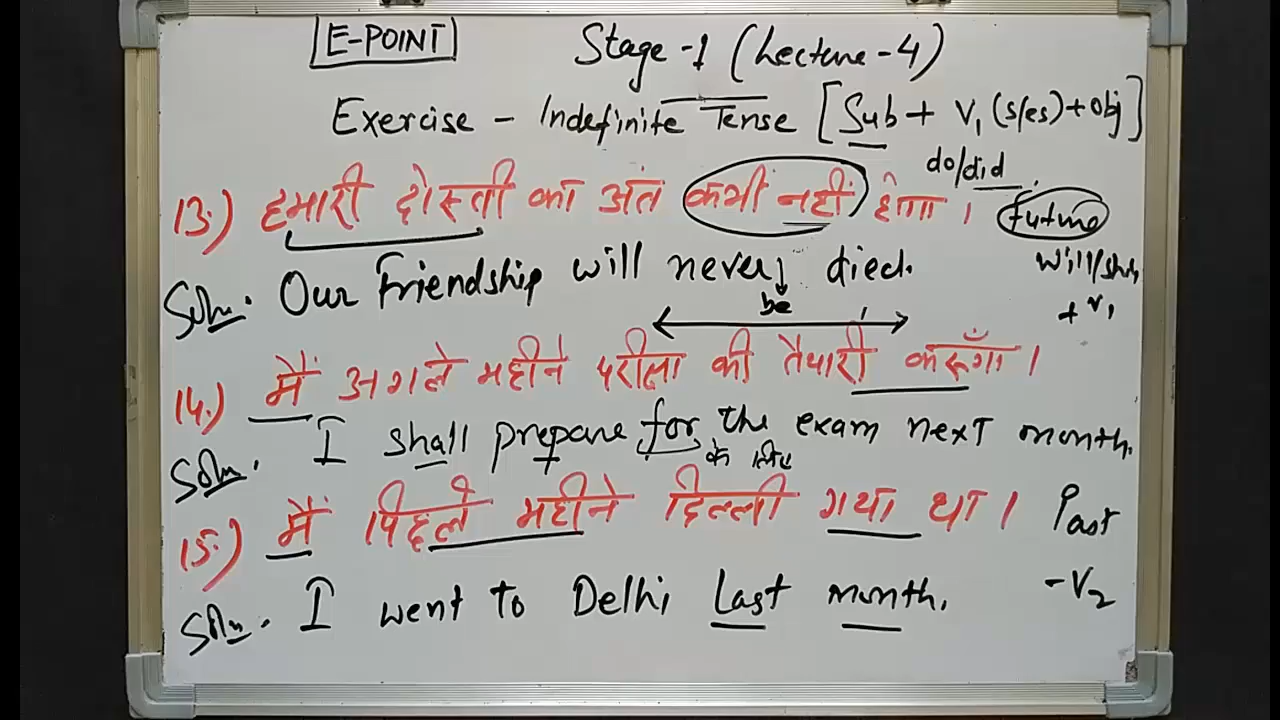 E-POINT Stage-1 (Lecture-4)
Exercise - Indefinite Tense [Sub + V₁ (s/es) + obj]
do/did
13.) हमारी दोस्ती का अंत कभी नहीं होगा । future
Soln. Our Friendship will never died. will/shall
be + V₁
14.) मैं अगले महीने परीक्षा की तैयारी करूँगा ।
Soln. I shall prepare for the exam next month.
के लिए
15.) मैं पिछले महीने दिल्ली गया था । Past
Soln. I went to Delhi Last month. - V₂